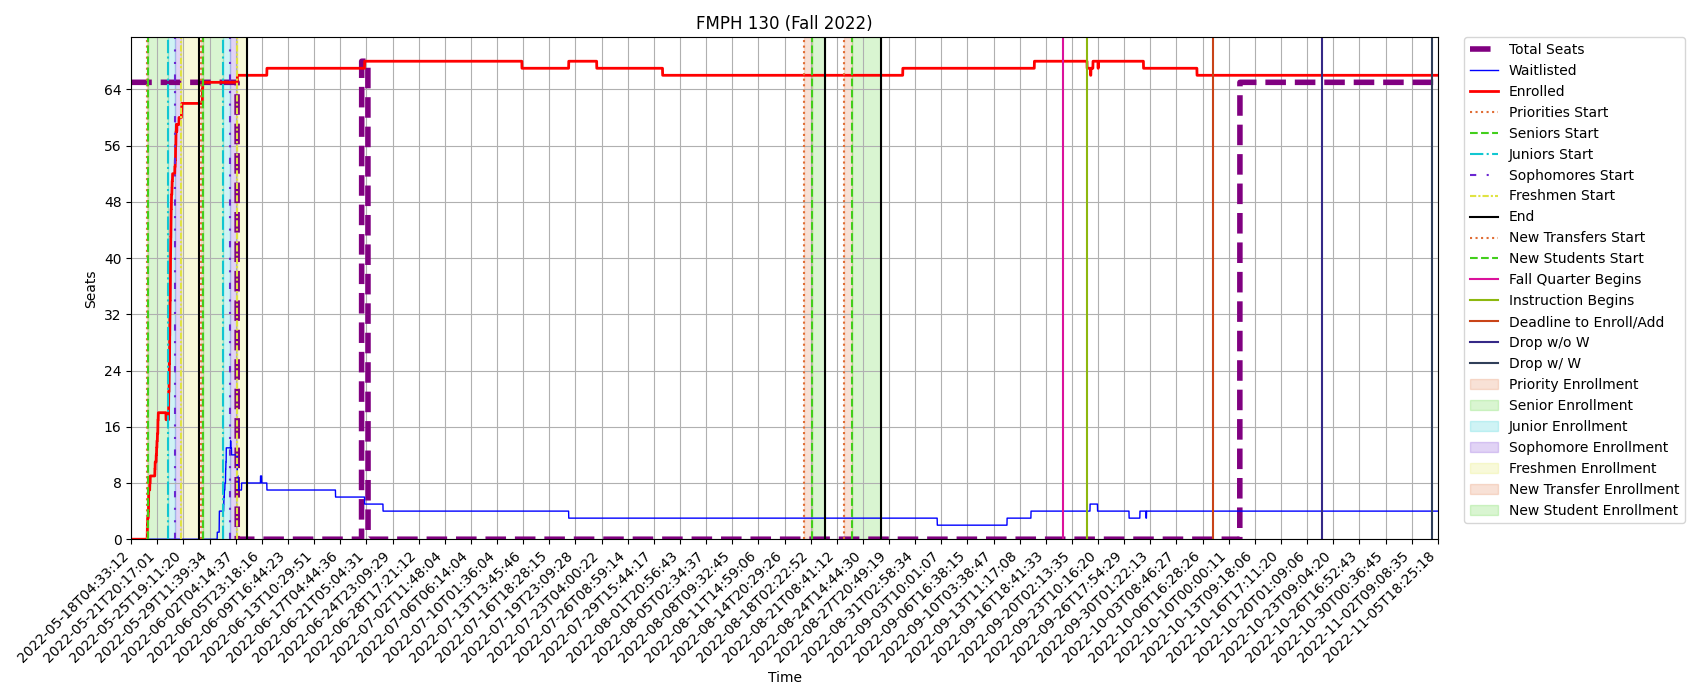 FMPH 130 (Fall 2022)
Seats
64
56
48
40
32
24
16
8
0
2022-05-18T04:33:12
2022-05-21T20:17:01
2022-05-25T19:11:20
2022-05-29T11:39:34
2022-06-02T04:14:37
2022-06-05T23:18:16
2022-06-09T16:44:23
2022-06-13T10:29:51
2022-06-17T04:44:36
2022-06-21T05:04:31
2022-06-24T23:09:29
2022-06-28T17:21:12
2022-07-02T11:48:04
2022-07-06T06:14:04
2022-07-10T01:36:04
2022-07-13T13:45:46
2022-07-16T18:28:15
2022-07-19T23:09:28
2022-07-23T04:00:22
2022-07-26T08:59:14
2022-07-29T15:44:17
2022-08-01T20:56:43
2022-08-05T02:34:37
2022-08-08T09:32:45
2022-08-11T14:59:06
2022-08-14T20:29:26
2022-08-18T02:22:52
2022-08-21T08:41:12
2022-08-24T14:44:30
2022-08-27T20:49:19
2022-08-31T02:58:34
2022-09-03T10:01:07
2022-09-06T16:38:15
2022-09-10T03:38:47
2022-09-13T11:17:08
2022-09-16T18:41:33
2022-09-20T02:13:35
2022-09-23T10:16:20
2022-09-26T17:54:29
2022-09-30T01:22:13
2022-10-03T08:46:27
2022-10-06T16:28:26
2022-10-10T00:00:11
2022-10-13T09:18:06
2022-10-16T17:11:20
2022-10-20T01:09:06
2022-10-23T09:04:20
2022-10-26T16:52:43
2022-10-30T00:36:45
2022-11-02T09:08:35
2022-11-05T18:25:18
Time
Total Seats
Waitlisted
Enrolled
Priorities Start
Seniors Start
Juniors Start
Sophomores Start
Freshmen Start
End
New Transfers Start
New Students Start
Fall Quarter Begins
Instruction Begins
Deadline to Enroll/Add
Drop w/o W
Drop w/ W
Priority Enrollment
Senior Enrollment
Junior Enrollment
Sophomore Enrollment
Freshmen Enrollment
New Transfer Enrollment
New Student Enrollment